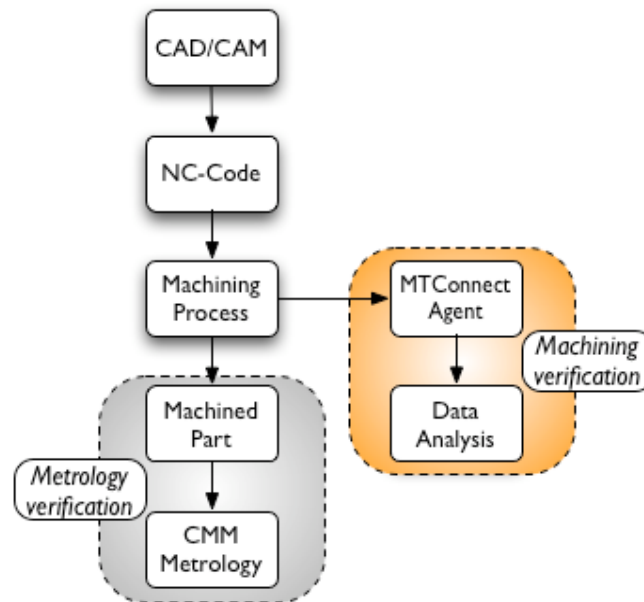 CAD/CAM
NC-Code
Machining
Process
MTConnect
Agent
Machining
verification
Machined
Part
Data
Analysis
Metrology
verification
CMM
Metrology